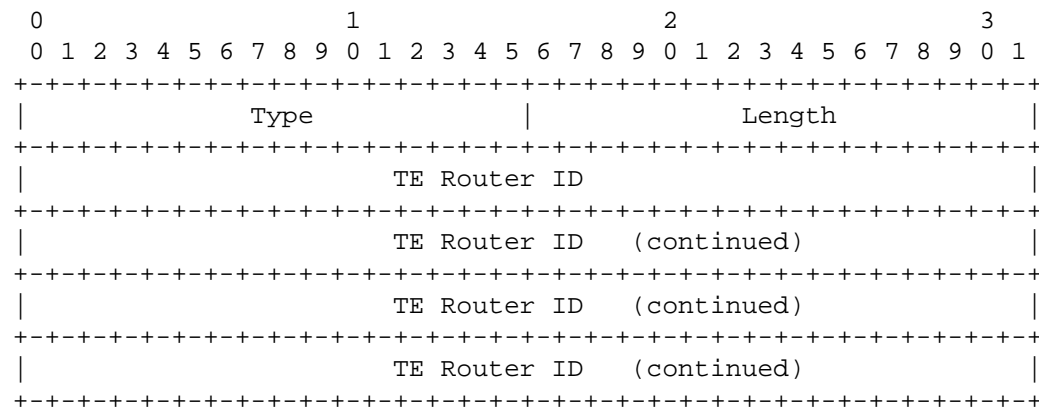 0                   1                   2                   3
 0 1 2 3 4 5 6 7 8 9 0 1 2 3 4 5 6 7 8 9 0 1 2 3 4 5 6 7 8 9 0 1
+-+-+-+-+-+-+-+-+-+-+-+-+-+-+-+-+-+-+-+-+-+-+-+-+-+-+-+-+-+-+-+-+
|              Type             |             Length            |
+-+-+-+-+-+-+-+-+-+-+-+-+-+-+-+-+-+-+-+-+-+-+-+-+-+-+-+-+-+-+-+-+
|                       TE Router ID                            |
+-+-+-+-+-+-+-+-+-+-+-+-+-+-+-+-+-+-+-+-+-+-+-+-+-+-+-+-+-+-+-+-+
|                       TE Router ID   (continued)              |
+-+-+-+-+-+-+-+-+-+-+-+-+-+-+-+-+-+-+-+-+-+-+-+-+-+-+-+-+-+-+-+-+
|                       TE Router ID   (continued)              |
+-+-+-+-+-+-+-+-+-+-+-+-+-+-+-+-+-+-+-+-+-+-+-+-+-+-+-+-+-+-+-+-+
|                       TE Router ID   (continued)              |
+-+-+-+-+-+-+-+-+-+-+-+-+-+-+-+-+-+-+-+-+-+-+-+-+-+-+-+-+-+-+-+-+